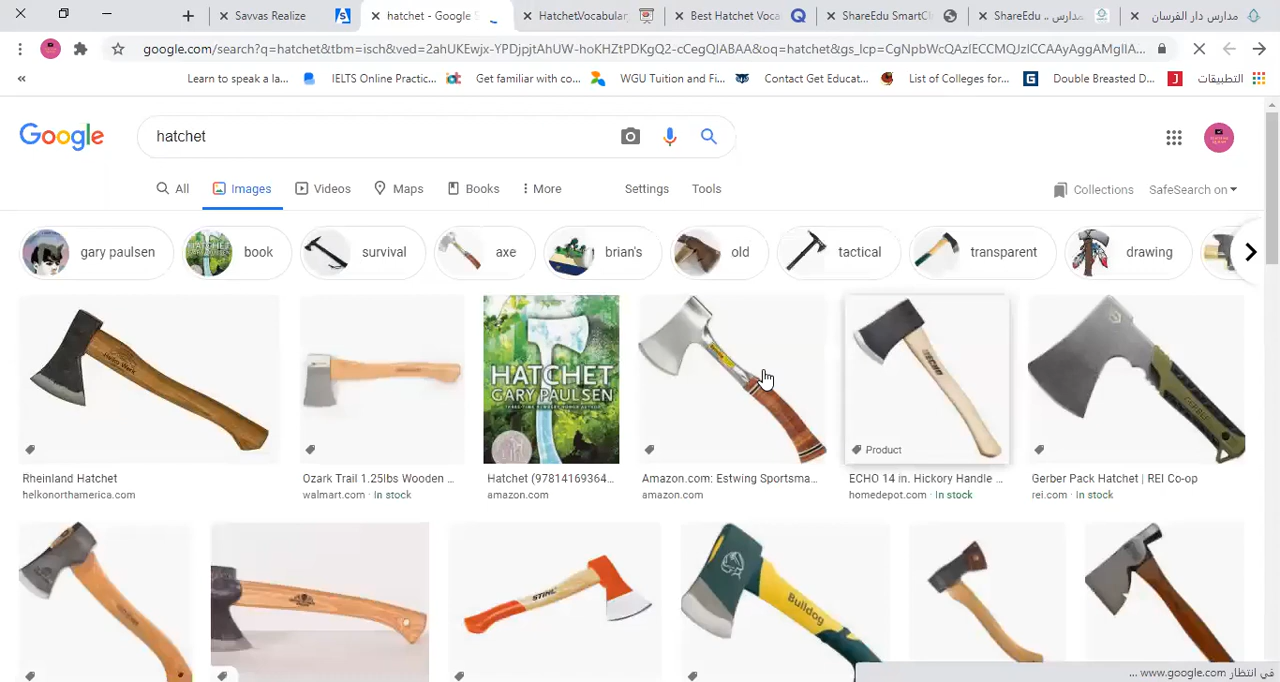 Savvas Realize
hatchet - Google S
HatchetVocabulary
Best Hatchet Voca
ShareEdu SmartCl
ShareEdu .. مدارس
مدارس دار الفرسان
google.com/search?q=hatchet&tbm=isch&ved=2ahUKEwjx-YPDjpjtAhUW-hoKHZtPDKgQ2-cCegQIABAA&oq=hatchet&gs_lcp=CgNpbWcQAzIECCMQJzICCAAyAggAMgIIA...
« Learn to speak a la... IELTS Online Practic... Get familiar with co... WGU Tuition and Fi... Contact Get Educat... List of Colleges for... Double Breasted D... التطبيقات
Google hatchet
All Images Videos Maps Books More Settings Tools Collections SafeSearch on
gary paulsen book survival axe brian's old tactical transparent drawing
HATCHET
GARY PAULSEN
ECHO
GERBER
Product
Rheinland Hatchet
helkonorthamerica.com
Ozark Trail 1.25lbs Wooden ...
walmart.com · In stock
Hatchet (97814169364...
amazon.com
Amazon.com: Estwing Sportsma...
amazon.com
ECHO 14 in. Hickory Handle ...
homedepot.com · In stock
Gerber Pack Hatchet | REI Co-op
rei.com · In stock
STIHL
Bulldog
في انتظار www.google.com ...